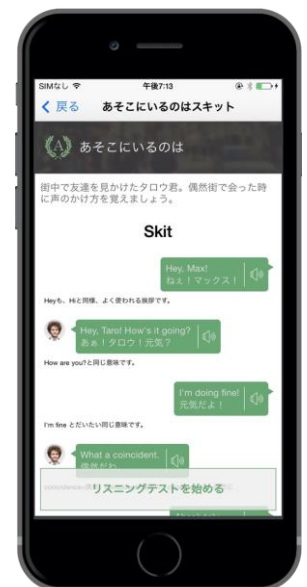 SIMなし 午後7:13
戻る あそこにいるのはスキット
A あそこにいるのは
街中で友達を見かけたタロウ君。偶然街で会った時
に声のかけ方を覚えましょう。
Skit
Hey, Max!
ねぇ！マックス！
Heyも、Hiと同様、よく使われる挨拶です。
Hey, Taro! How's it going?
あぁ！タロウ！元気？
How are you?と同じ意味です。
I'm doing fine!
元気だよ！
I'm fine とだいたい同じ意味です。
What a coincident.
偶然だね
リスニングテストを始める